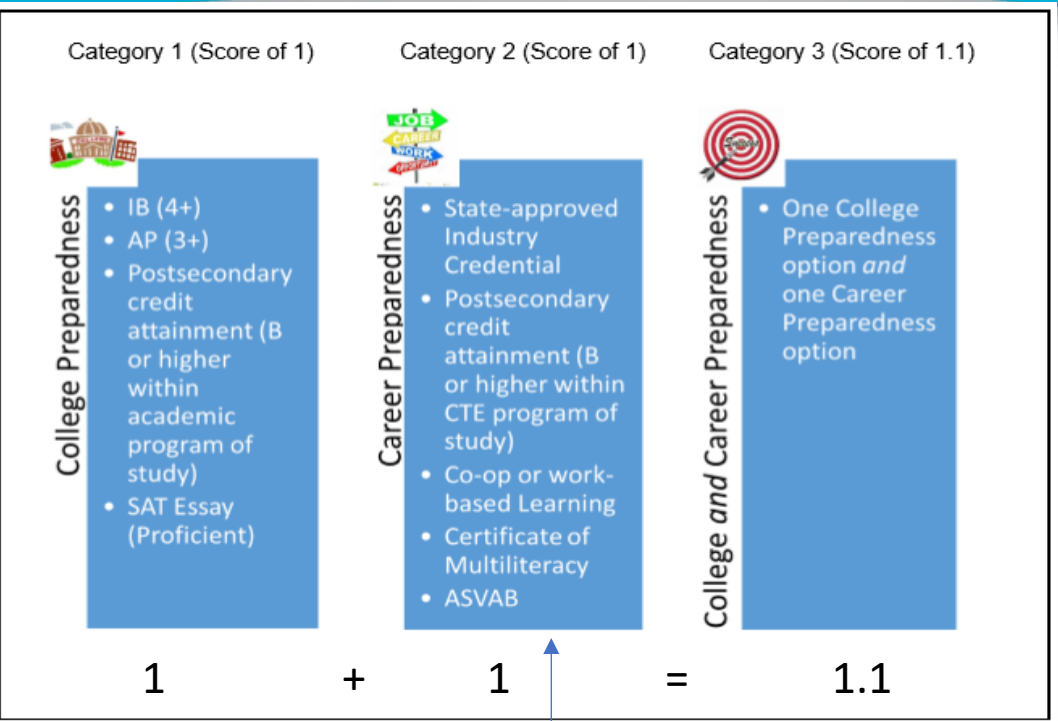 Category 1 (Score of 1)
Category 2 (Score of 1)
Category 3 (Score of 1.1)
College Preparedness
• IB (4+)
• AP (3+)
• Postsecondary
credit
attainment (B
or higher
within
academic
program of
study)
• SAT Essay
(Proficient)
JOB
CAREER
WORK
OPPORTUNITY
Career Preparedness
• State-approved
Industry
Credential
• Postsecondary
credit
attainment (B
or higher within
CTE program of
study)
• Co-op or work-
based Learning
• Certificate of
Multiliteracy
• ASVAB
College and Career Preparedness
• One College
Preparedness
option and
one Career
Preparedness
option
1 + 1 = 1.1